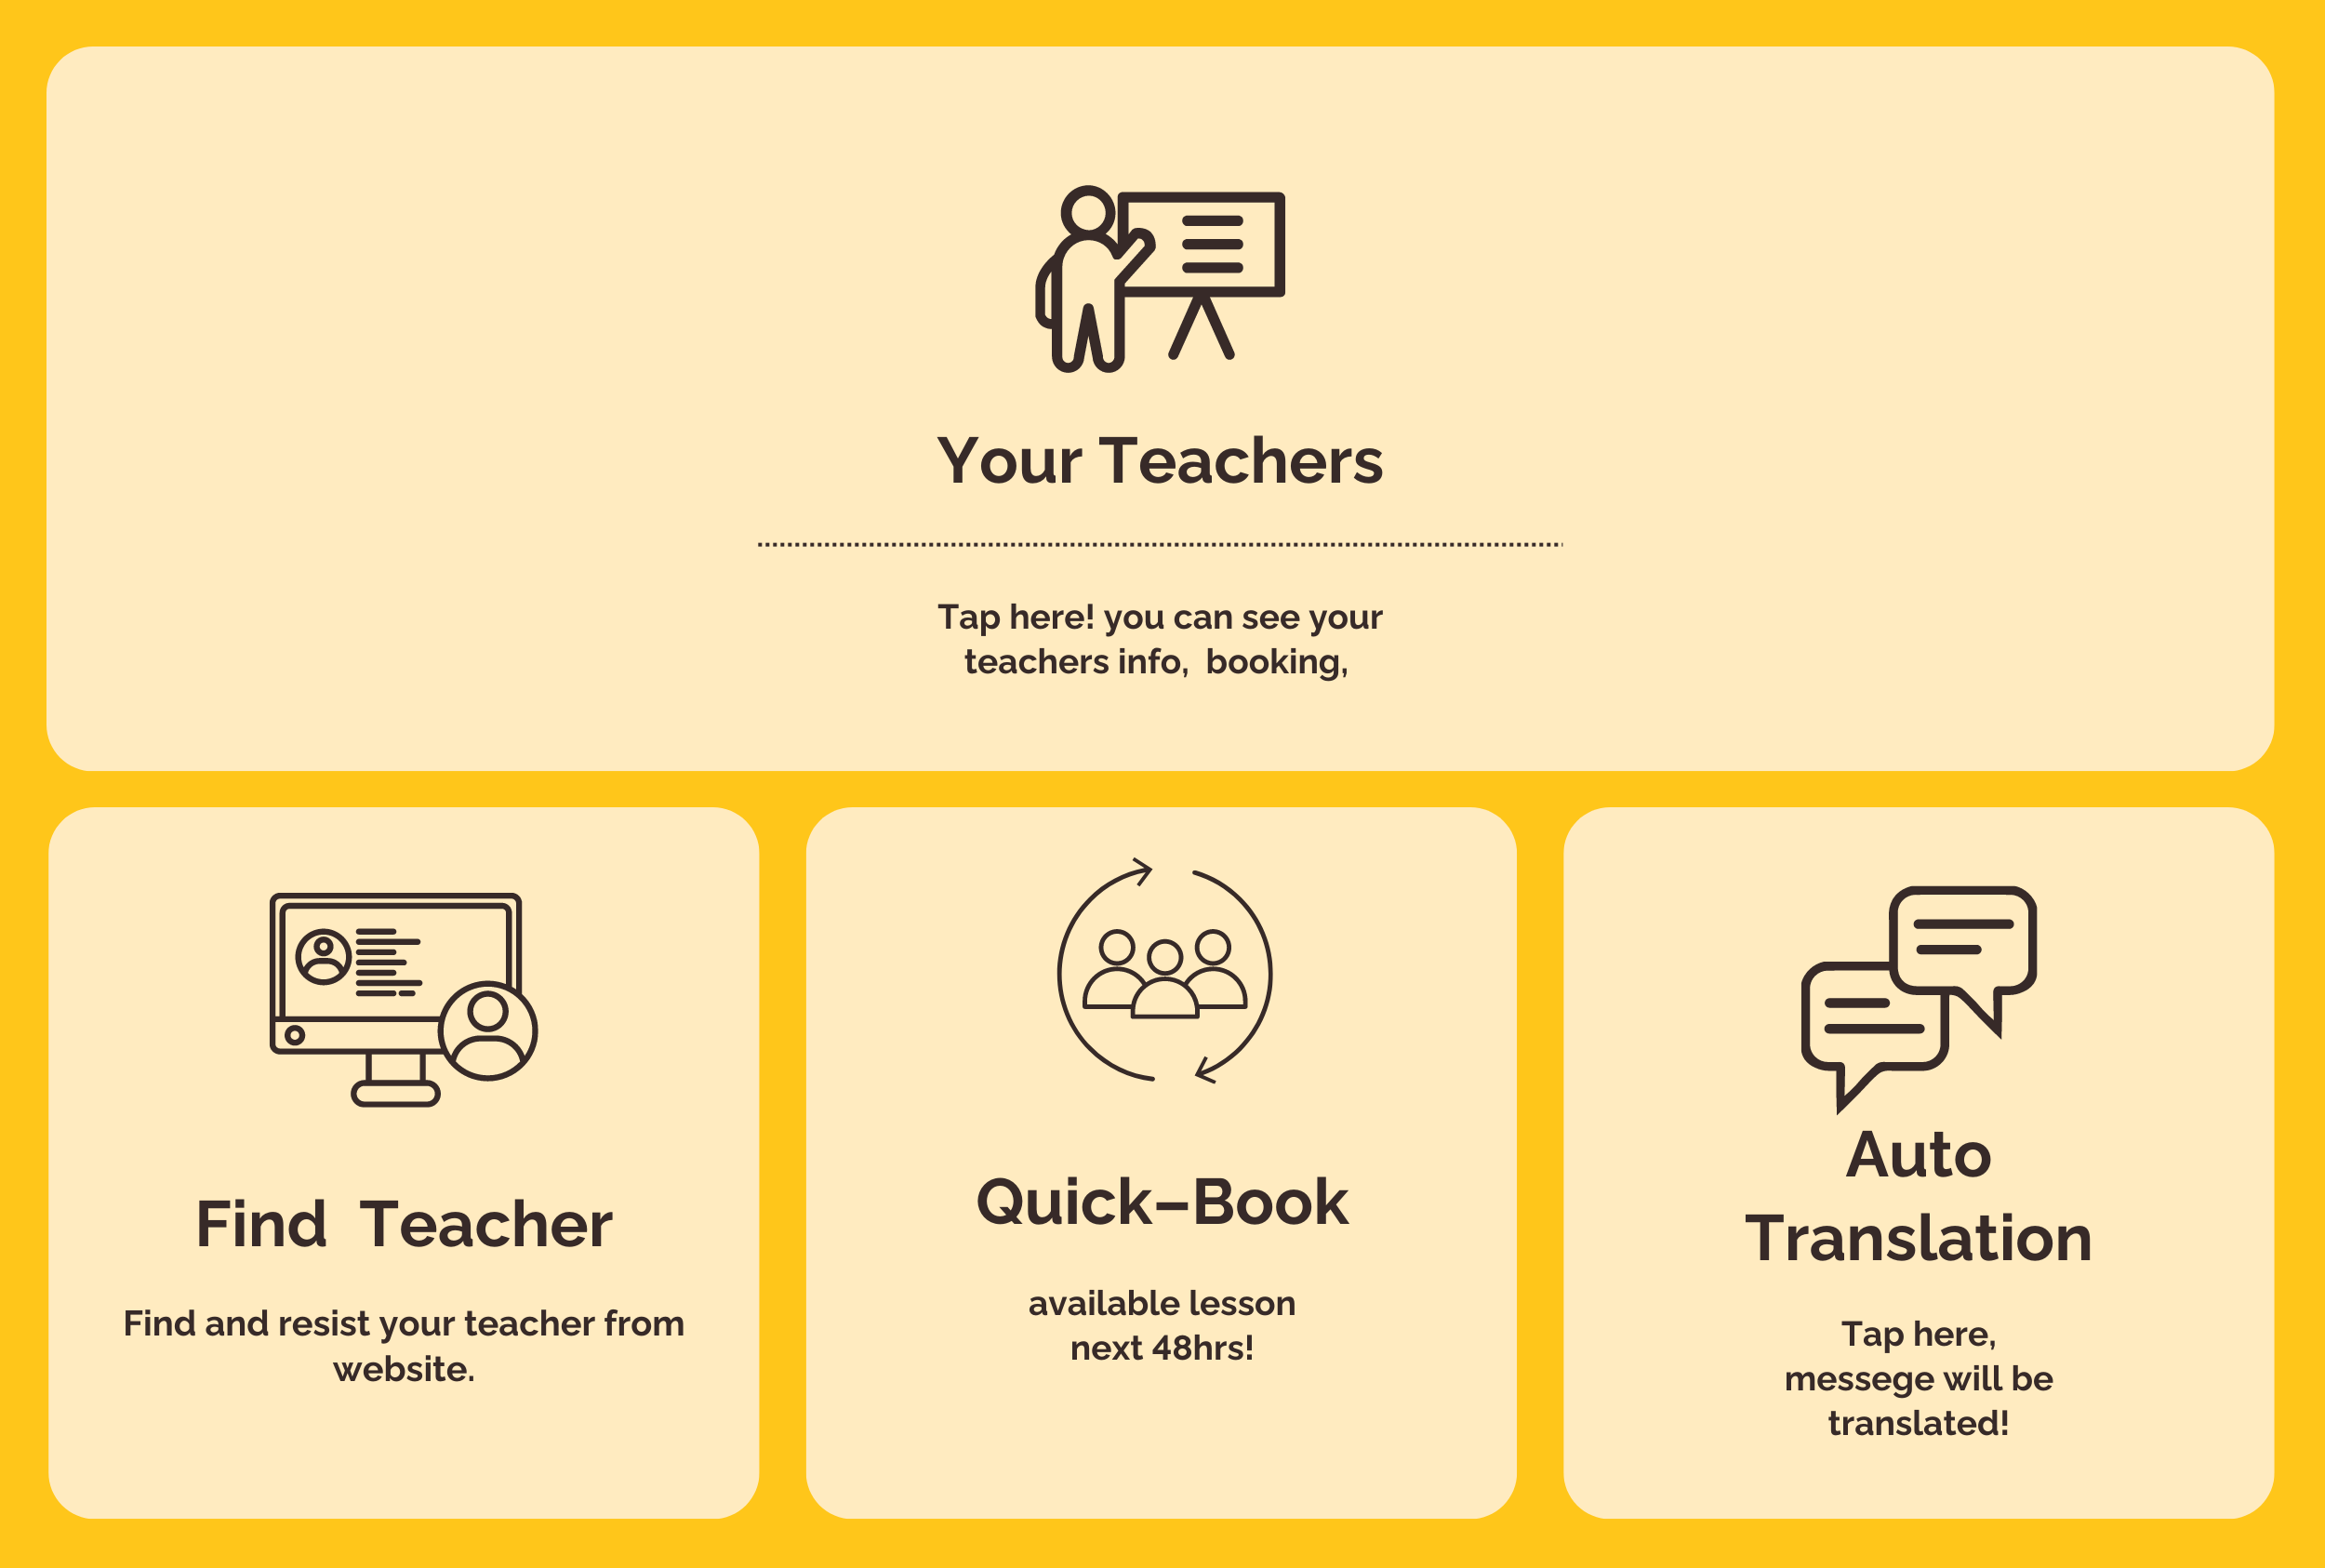 Your Teachers
Tap here! you can see your
teachers info,  booking,
Find  Teacher
Find and resist your teacher from
website.
Quick–Book
available lesson
next 48hrs!
Auto
Translation
Tap here,
messege will be
translated!